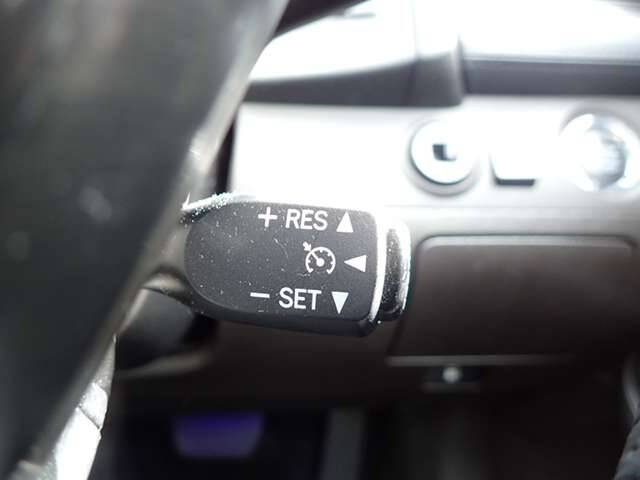 + RES ▲
◄
- SET ▼